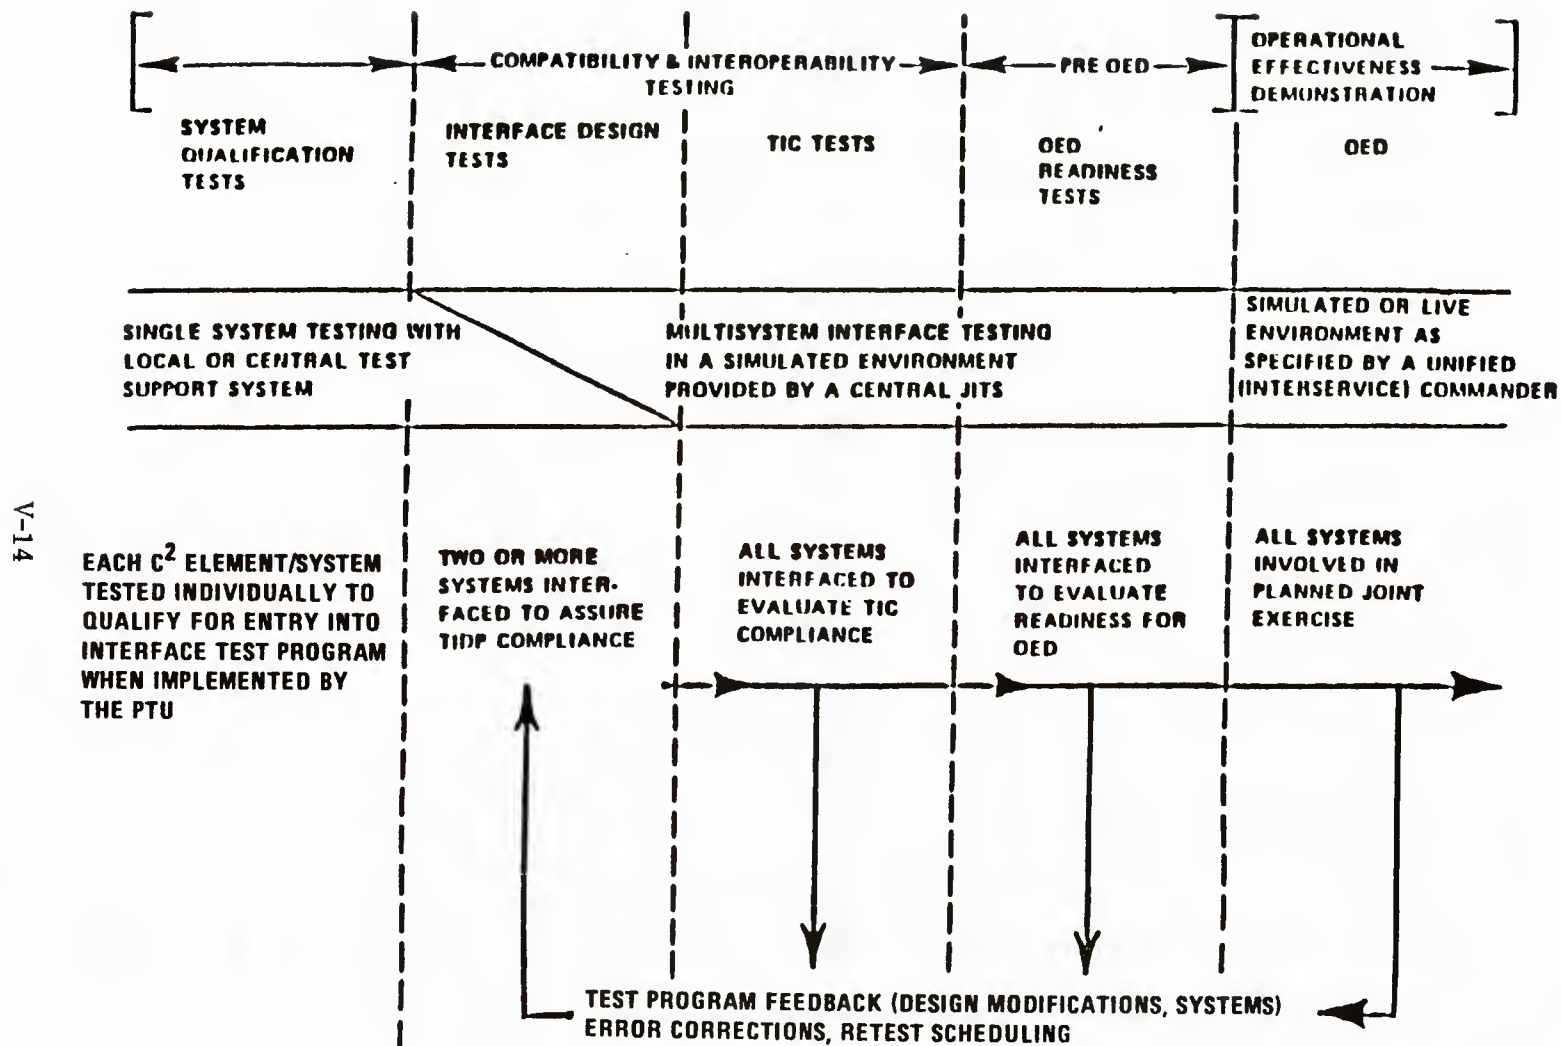 COMPATIBILITY & INTEROPERABILITY
TESTING
PRE OED
OPERATIONAL
EFFECTIVENESS
DEMONSTRATION
SYSTEM
QUALIFICATION
TESTS
INTERFACE DESIGN
TESTS
TIC TESTS
OED
READINESS
TESTS
OED
SINGLE SYSTEM TESTING WITH
LOCAL OR CENTRAL TEST
SUPPORT SYSTEM
MULTISYSTEM INTERFACE TESTING
IN A SIMULATED ENVIRONMENT
PROVIDED BY A CENTRAL JITS
SIMULATED OR LIVE
ENVIRONMENT AS
SPECIFIED BY A UNIFIED
(INTERSERVICE) COMMANDER
EACH C² ELEMENT/SYSTEM
TESTED INDIVIDUALLY TO
QUALIFY FOR ENTRY INTO
INTERFACE TEST PROGRAM
WHEN IMPLEMENTED BY
THE PTU
TWO OR MORE
SYSTEMS INTER-
FACED TO ASSURE
TIDP COMPLIANCE
ALL SYSTEMS
INTERFACED TO
EVALUATE TIC
COMPLIANCE
ALL SYSTEMS
INTERFACED
TO EVALUATE
READINESS FOR
OED
ALL SYSTEMS
INVOLVED IN
PLANNED JOINT
EXERCISE
TEST PROGRAM FEEDBACK (DESIGN MODIFICATIONS, SYSTEMS)
ERROR CORRECTIONS, RETEST SCHEDULING
V-14